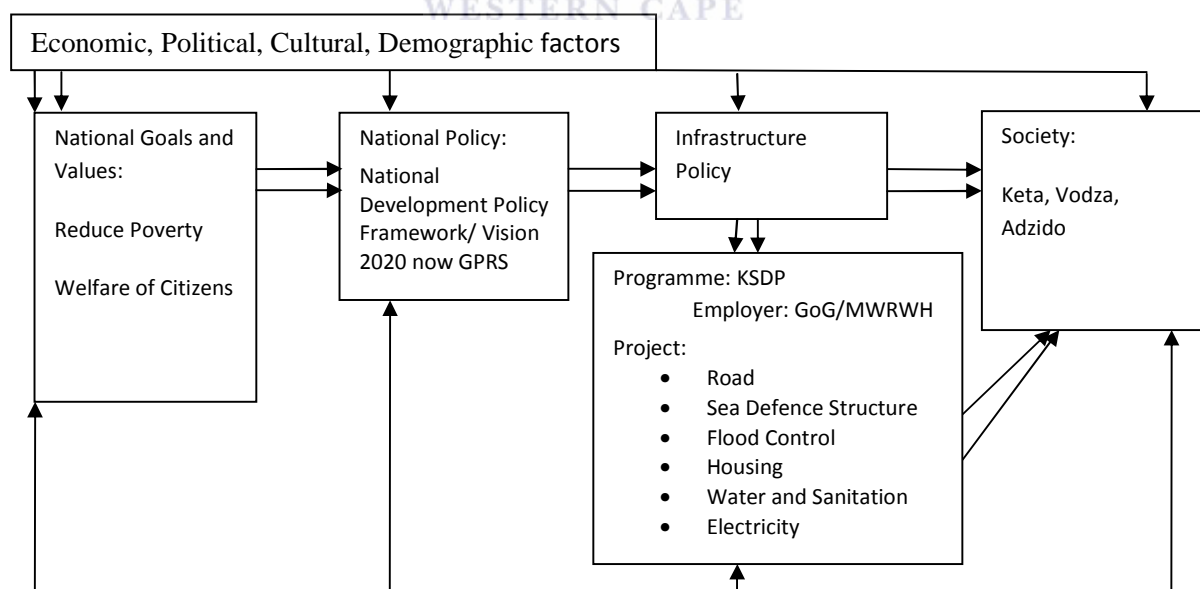 WESTERN CAPE
Economic, Political, Cultural, Demographic factors
National Goals and
Values:
Reduce Poverty
Welfare of Citizens
National Policy:
National
Development Policy
Framework/ Vision
2020 now GPRS
Infrastructure
Policy
Society:
Keta, Vodza,
Adzido
Programme: KSDP
Employer: GoG/MWRWH
Project:
• Road
• Sea Defence Structure
• Flood Control
• Housing
• Water and Sanitation
• Electricity